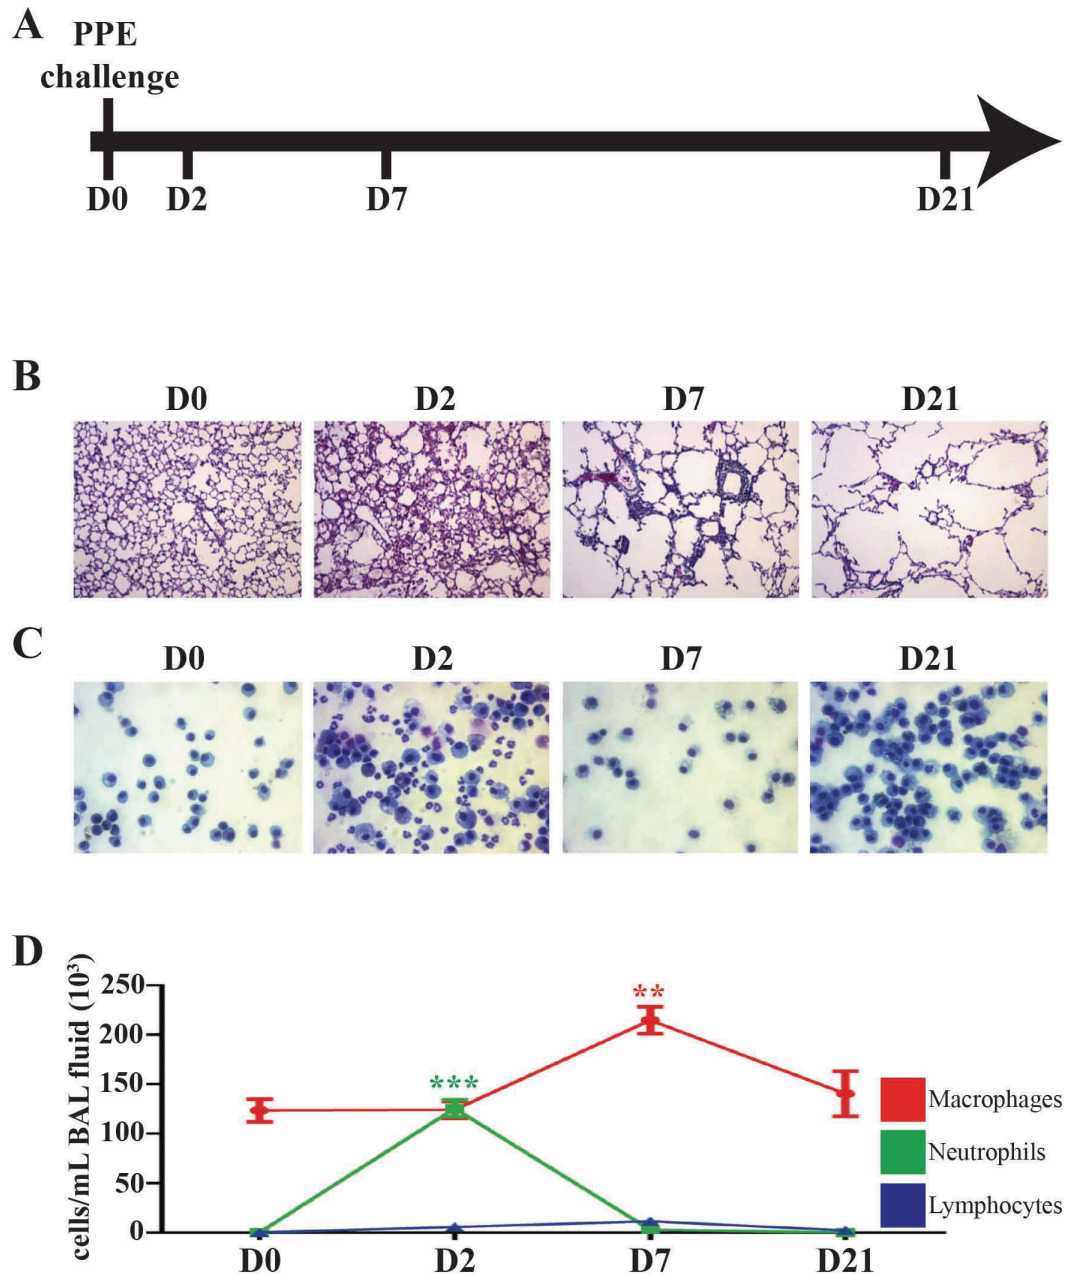 A
PPE
challenge
D0 D2 D7 D21
B
D0 D2 D7 D21
C
D0 D2 D7 D21
D
cells/mL BAL fluid (10³)
250
200
150
100
50
0
**
***
D0 D2 D7 D21
Macrophages
Neutrophils
Lymphocytes